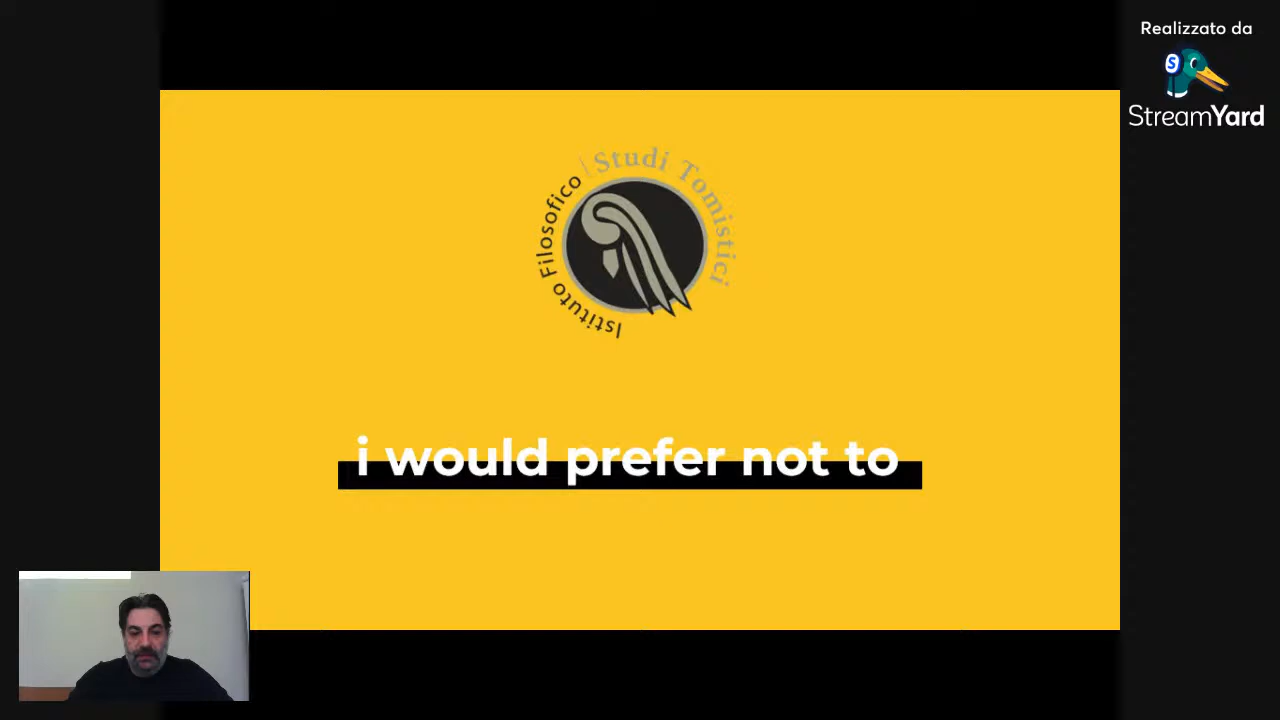 Realizzato da
S
StreamYard
Istituto Filosofico | Studi Tomistici
i would prefer not to